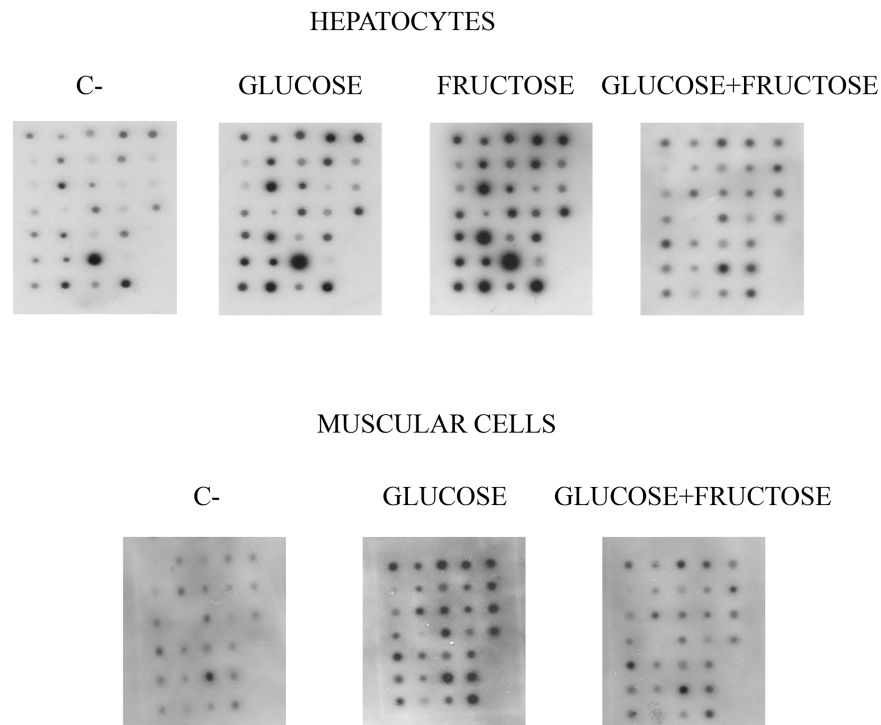 HEPATOCYTES
C- GLUCOSE FRUCTOSE GLUCOSE+FRUCTOSE
MUSCULAR CELLS
C- GLUCOSE GLUCOSE+FRUCTOSE